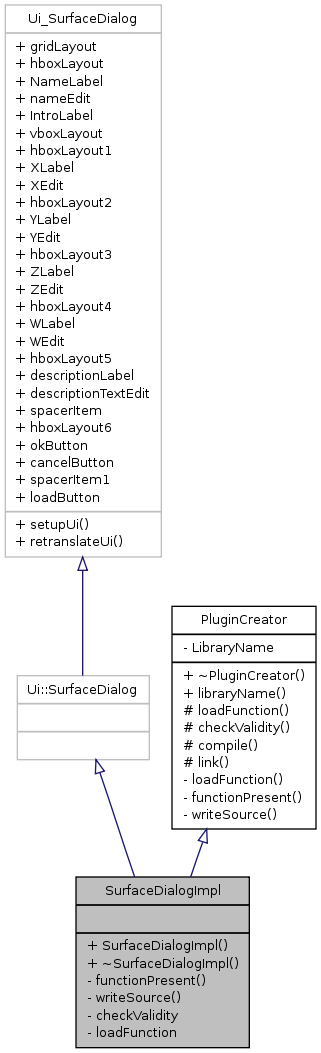 Ui_SurfaceDialog
+ gridLayout
+ hboxLayout
+ NameLabel
+ nameEdit
+ IntroLabel
+ vboxLayout
+ hboxLayout1
+ XLabel
+ XEdit
+ hboxLayout2
+ YLabel
+ YEdit
+ hboxLayout3
+ ZLabel
+ ZEdit
+ hboxLayout4
+ WLabel
+ WEdit
+ hboxLayout5
+ descriptionLabel
+ descriptionTextEdit
+ spacerItem
+ hboxLayout6
+ okButton
+ cancelButton
+ spacerItem1
+ loadButton
+ setupUi()
+ retranslateUi()
Ui::SurfaceDialog
PluginCreator
- LibraryName
+ ~PluginCreator()
+ libraryName()
# loadFunction()
# checkValidity()
# compile()
# link()
- loadFunction()
- functionPresent()
- writeSource()
SurfaceDialogImpl
+ SurfaceDialogImpl()
+ ~SurfaceDialogImpl()
- functionPresent()
- writeSource()
- checkValidity
- loadFunction